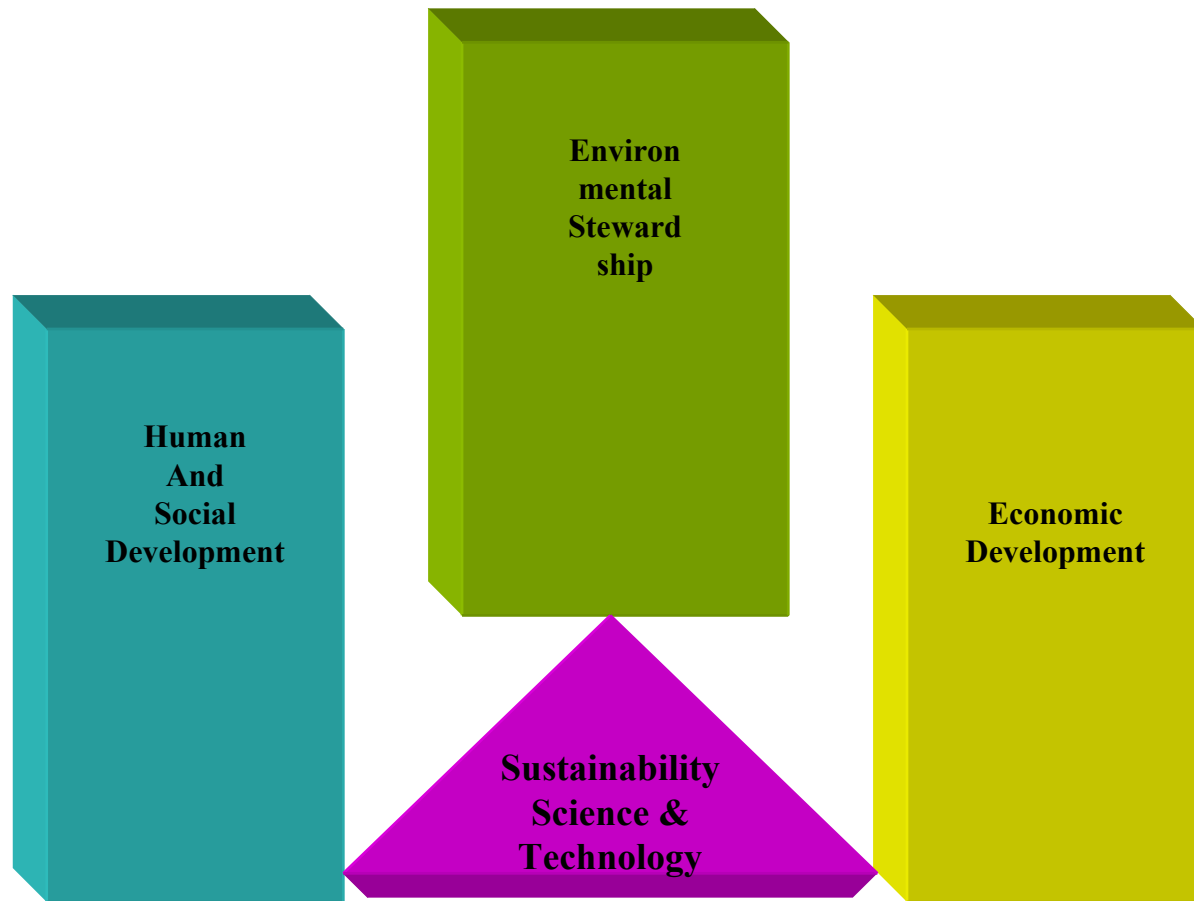 Environ
mental
Steward
ship
Human
And
Social
Development
Economic
Development
Sustainability
Science &
Technology